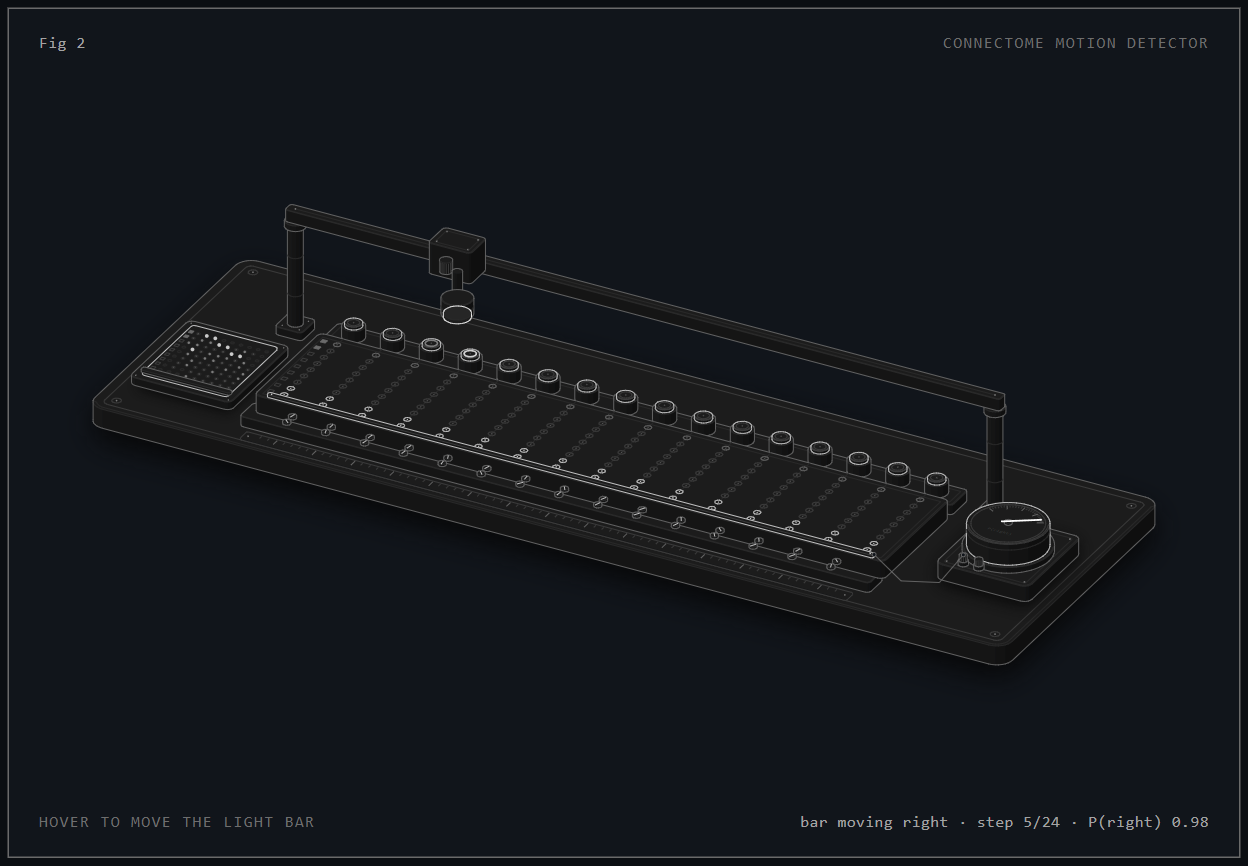 Fig 2
CONNECTOME MOTION DETECTOR
HOVER TO MOVE THE LIGHT BAR
bar moving right · step 5/24 · P(right) 0.98